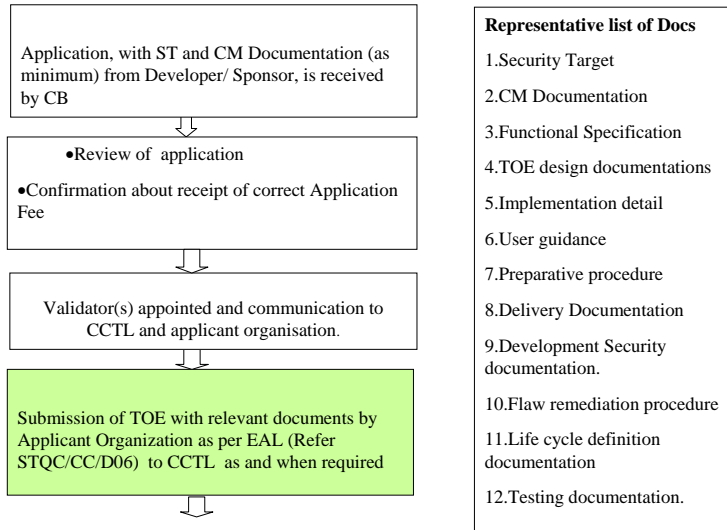 Application, with ST and CM Documentation (as
minimum) from Developer/ Sponsor, is received
by CB
•Review of application
•Confirmation about receipt of correct Application
Fee
Validator(s) appointed and communication to
CCTL and applicant organisation.
Submission of TOE with relevant documents by
Applicant Organization as per EAL (Refer
STQC/CC/D06) to CCTL as and when required
Representative list of Docs
1.Security Target
2.CM Documentation
3.Functional Specification
4.TOE design documentations
5.Implementation detail
6.User guidance
7.Preparative procedure
8.Delivery Documentation
9.Development Security
documentation.
10.Flaw remediation procedure
11.Life cycle definition
documentation
12.Testing documentation.